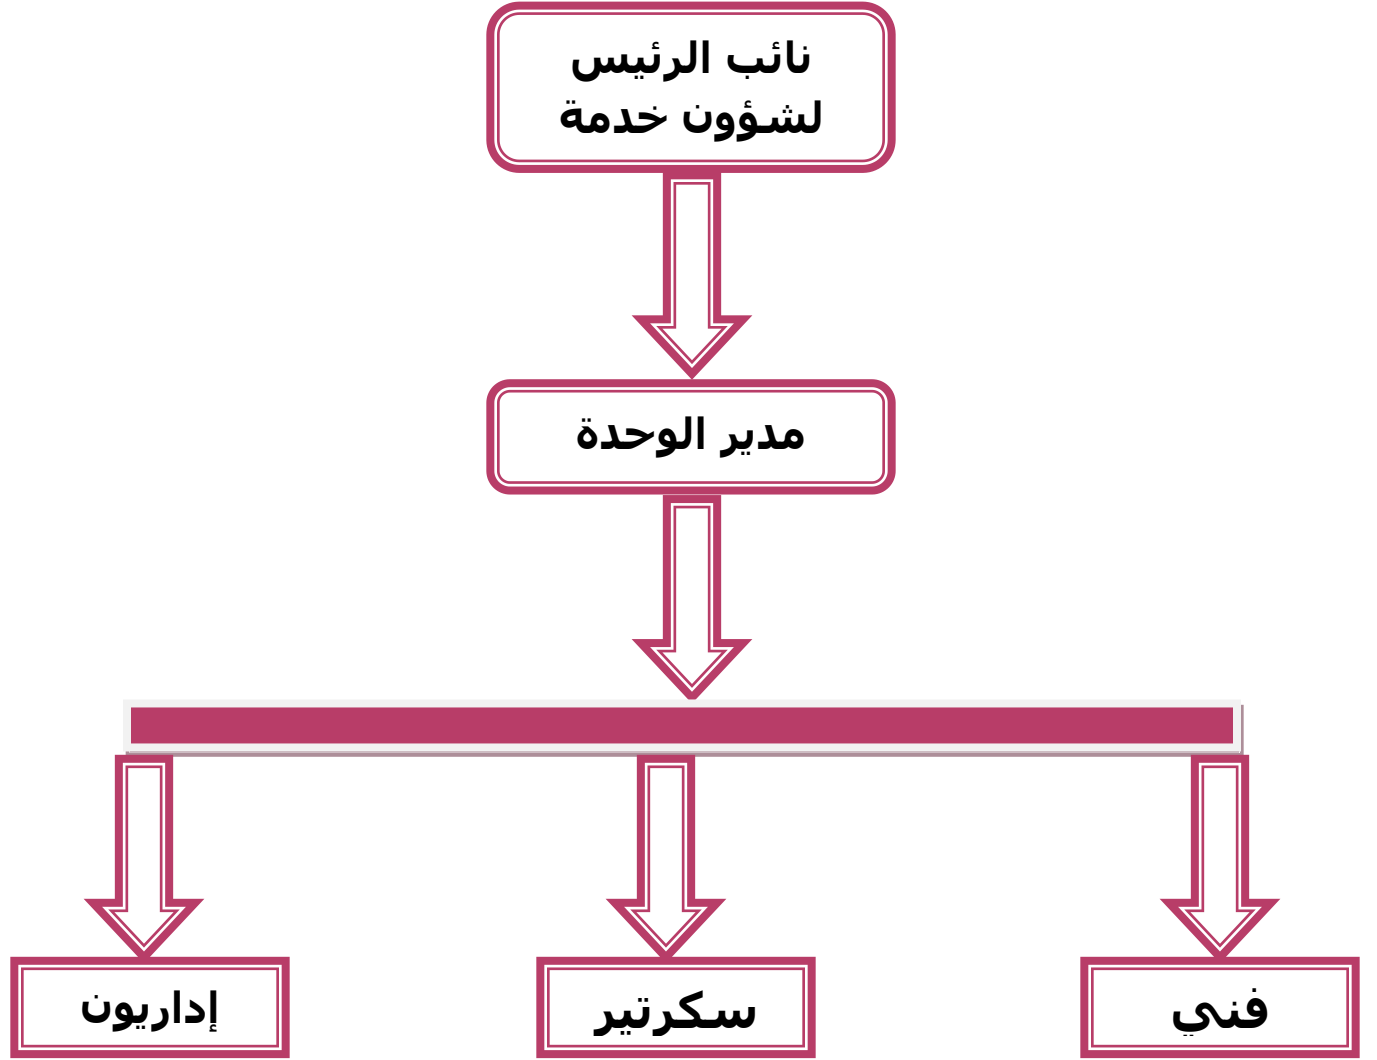 نائب الرئيس
لشؤون خدمة
مدير الوحدة
فني
سكرتير
إداريون